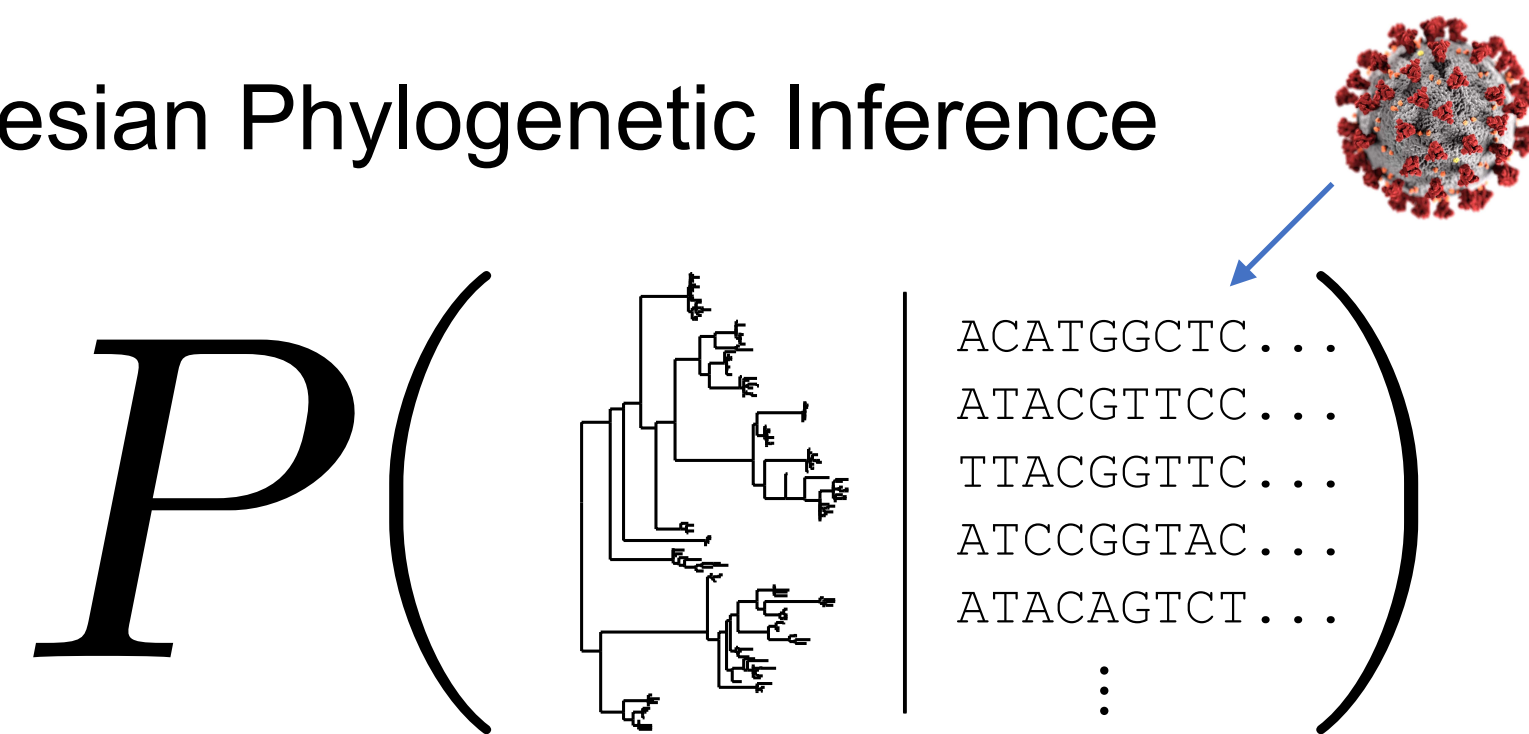 esian Phylogenetic Inference
P(
|
ACATGGCTC...
ATACGTTCC...
TTACGGTTC...
ATCCGGTAC...
ATACAGTCT...
⋮
)